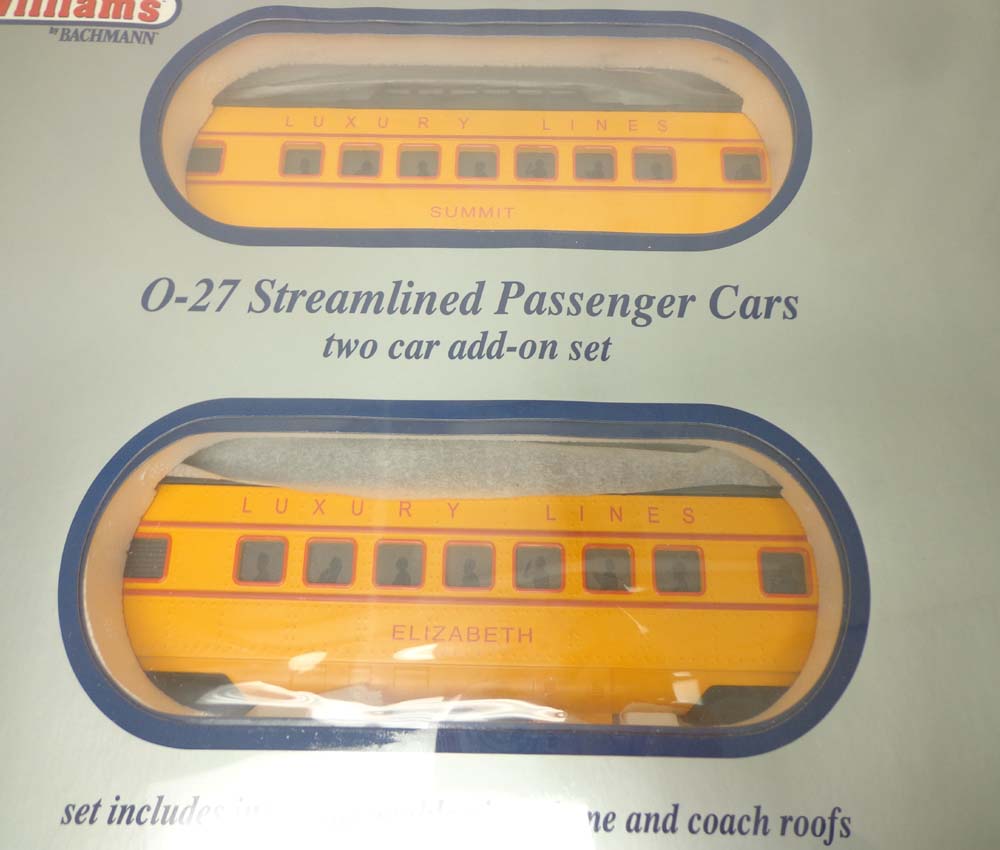 Williams
by BACHMANN
LUXURY LINES
SUMMIT
O-27 Streamlined Passenger Cars
two car add-on set
LUXURY LINES
ELIZABETH
set includes and coach roofs